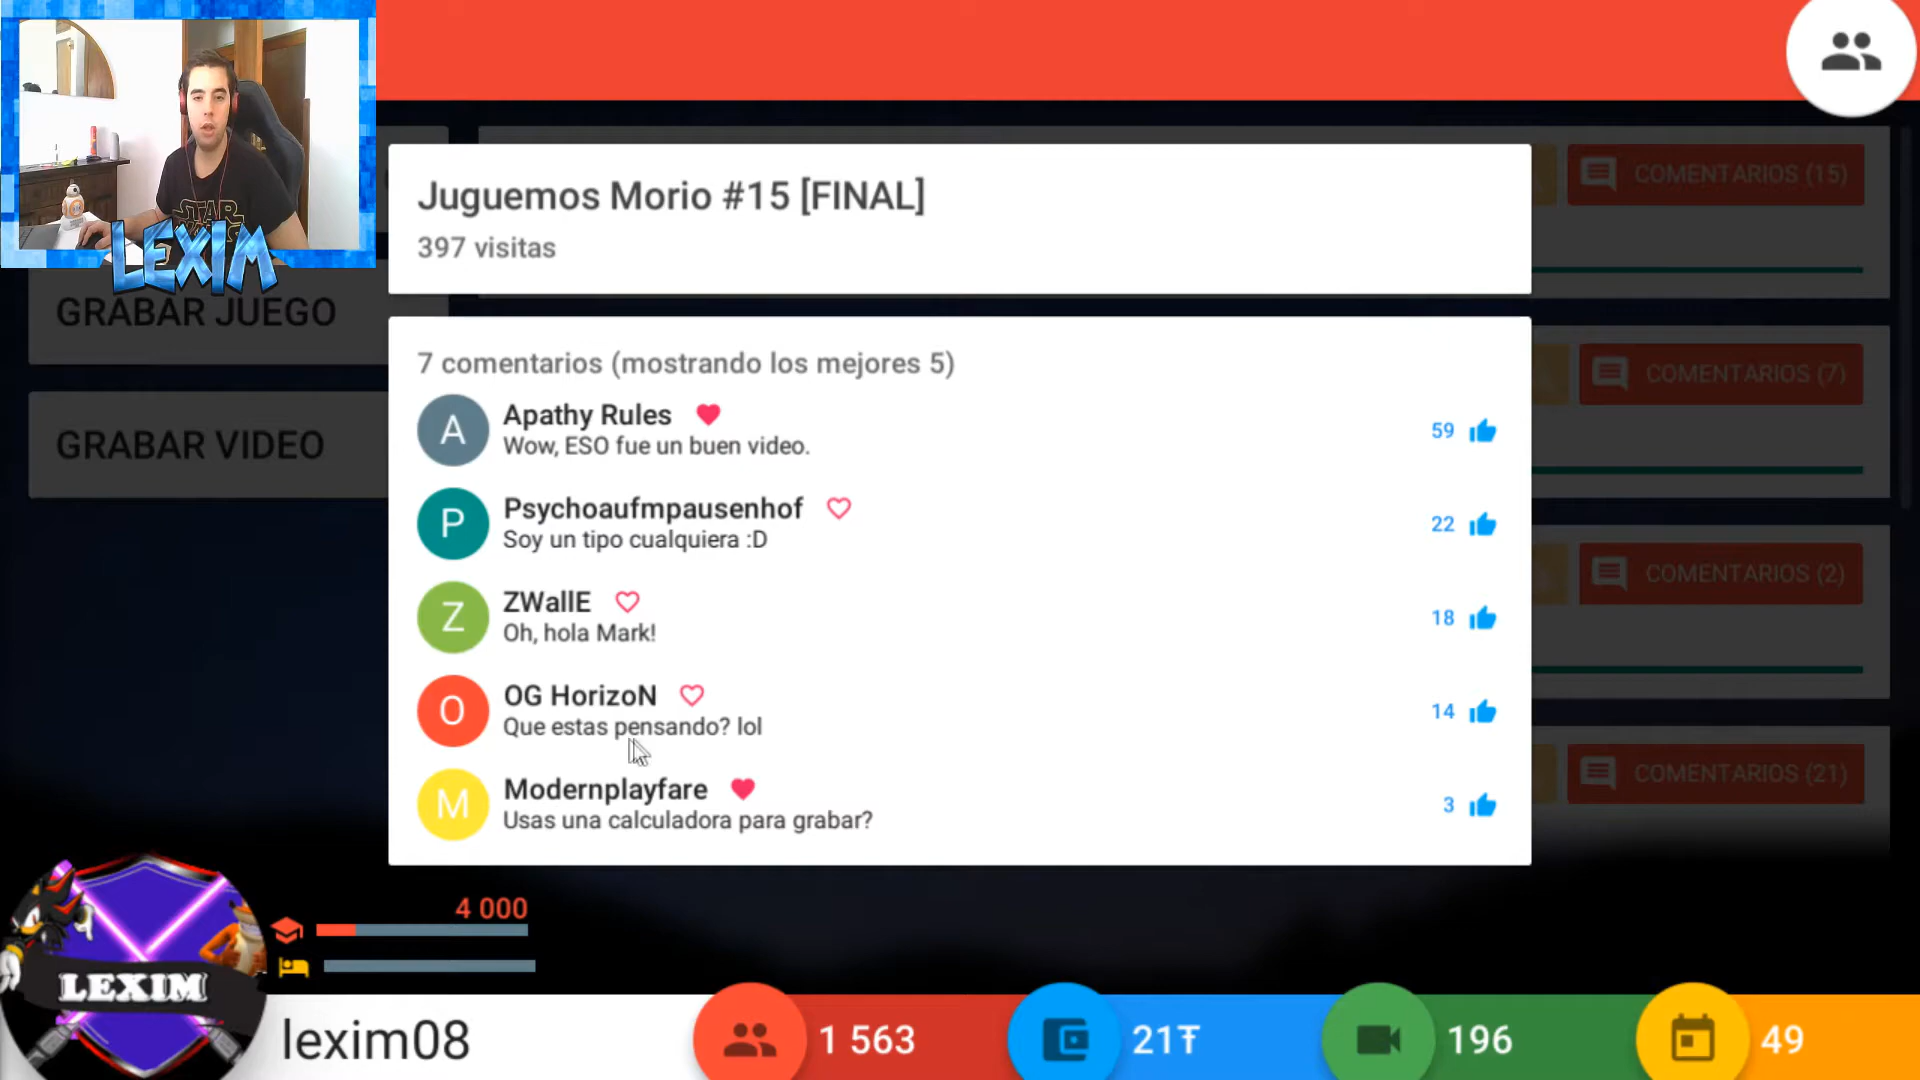 STAR
WARS
LEXIM
Juguemos Morio #15 [FINAL]
397 visitas
COMENTARIOS (15)
GRABAR JUEGO
7 comentarios (mostrando los mejores 5)
COMENTARIOS (7)
A
Apathy Rules
Wow, ESO fue un buen video.
59
GRABAR VIDEO
P
Psychoaufmpausenhof
Soy un tipo cualquiera :D
22
COMENTARIOS (2)
Z
ZWallE
Oh, hola Mark!
18
O
OG HorizoN
Que estas pensando? lol
14
M
Modernplayfare
Usas una calculadora para grabar?
3
COMENTARIOS (21)
4 000
LEXIM
lexim08
1 563
21₸
196
49